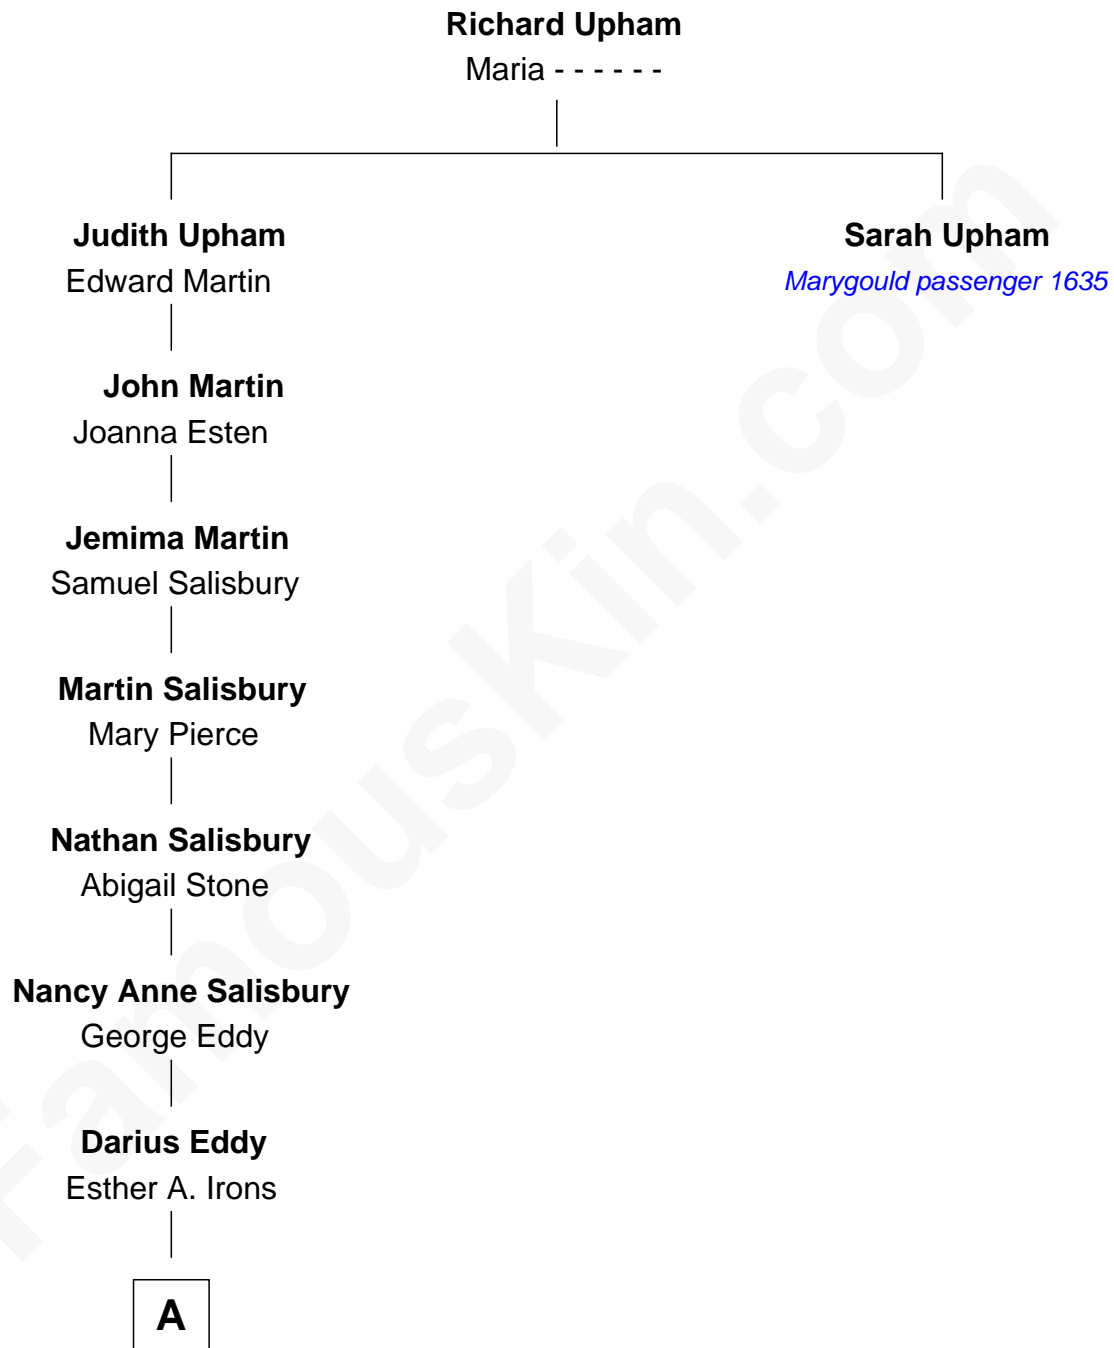 Richard Upham
Maria - - - - - -
Judith Upham
Edward Martin
Sarah Upham
Marygould passenger 1635
John Martin
Joanna Esten
Jemima Martin
Samuel Salisbury
Martin Salisbury
Mary Pierce
Nathan Salisbury
Abigail Stone
Nancy Anne Salisbury
George Eddy
Darius Eddy
Esther A. Irons
A
FamousKin.com